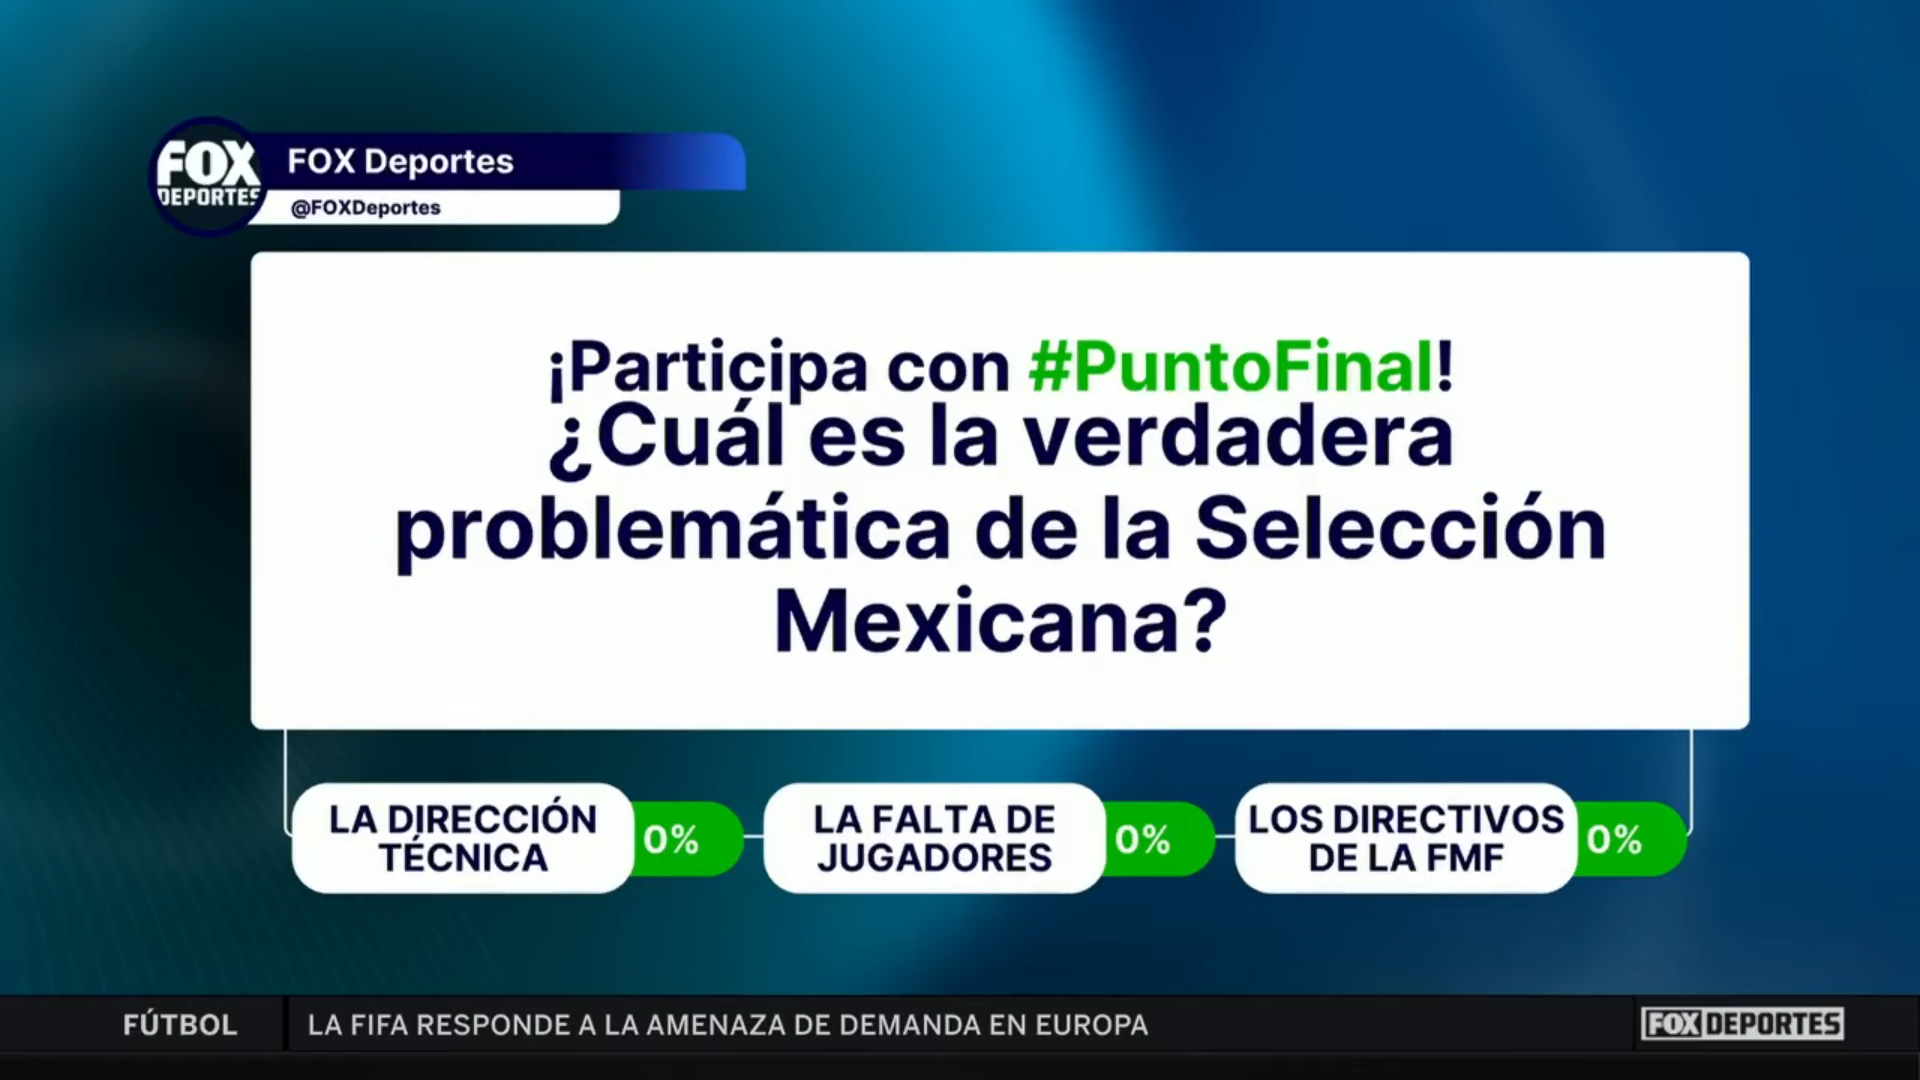 FOX
DEPORTES
FOX Deportes
@FOXDeportes
¡Participa con #PuntoFinal!
¿Cuál es la verdadera
problemática de la Selección
Mexicana?
LA DIRECCIÓN
TÉCNICA
0%
LA FALTA DE
JUGADORES
0%
LOS DIRECTIVOS
DE LA FMF
0%
FÚTBOL
LA FIFA RESPONDE A LA AMENAZA DE DEMANDA EN EUROPA
FOX DEPORTES